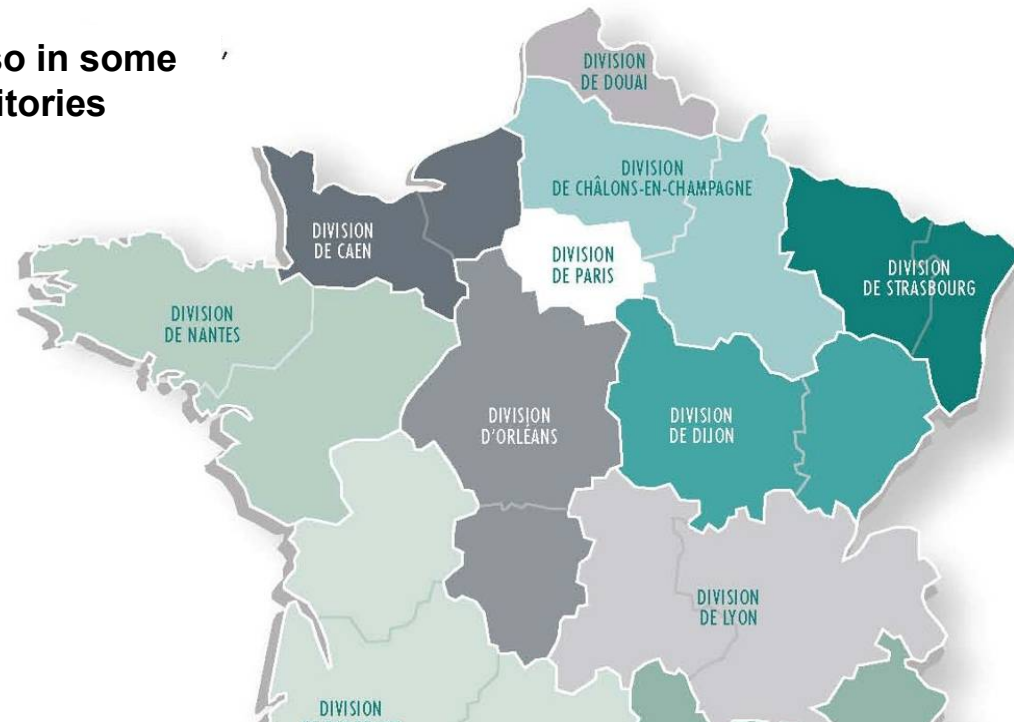 so in some
itories
DIVISION
DE DOUAI
DIVISION
DE CHÂLONS-EN-CHAMPAGNE
DIVISION
DE CAEN
DIVISION
DE PARIS
DIVISION
DE STRASBOURG
DIVISION
DE NANTES
DIVISION
D'ORLÉANS
DIVISION
DE DIJON
DIVISION
DE LYON
DIVISION